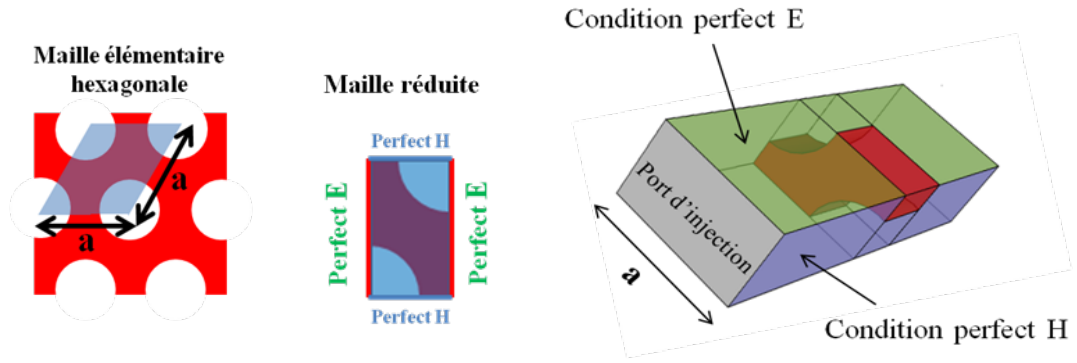 Maille élémentaire
hexagonale
a
a
Maille réduite
Perfect H
Perfect E
Perfect E
Perfect H
Condition perfect E
Port d'injection
a
Condition perfect H